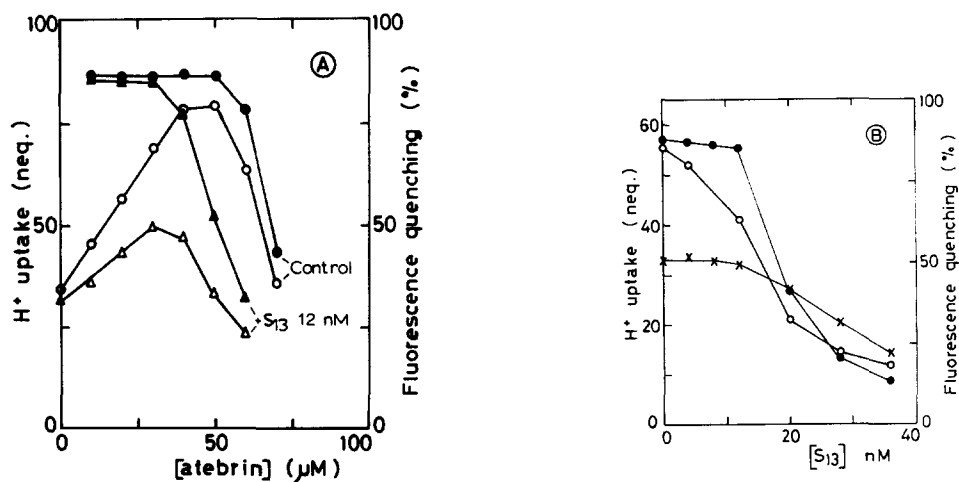 100
100
A
H⁺ uptake (neq.)
Fluorescence quenching (%)
50
50
Control
+S₁₃ 12 nM
0
0
0
50
100
[atebrin] (µM)
100
60
B
H⁺ uptake (neq.)
Fluorescence quenching (%)
40
50
20
0
0
0
20
40
[S₁₃] nM